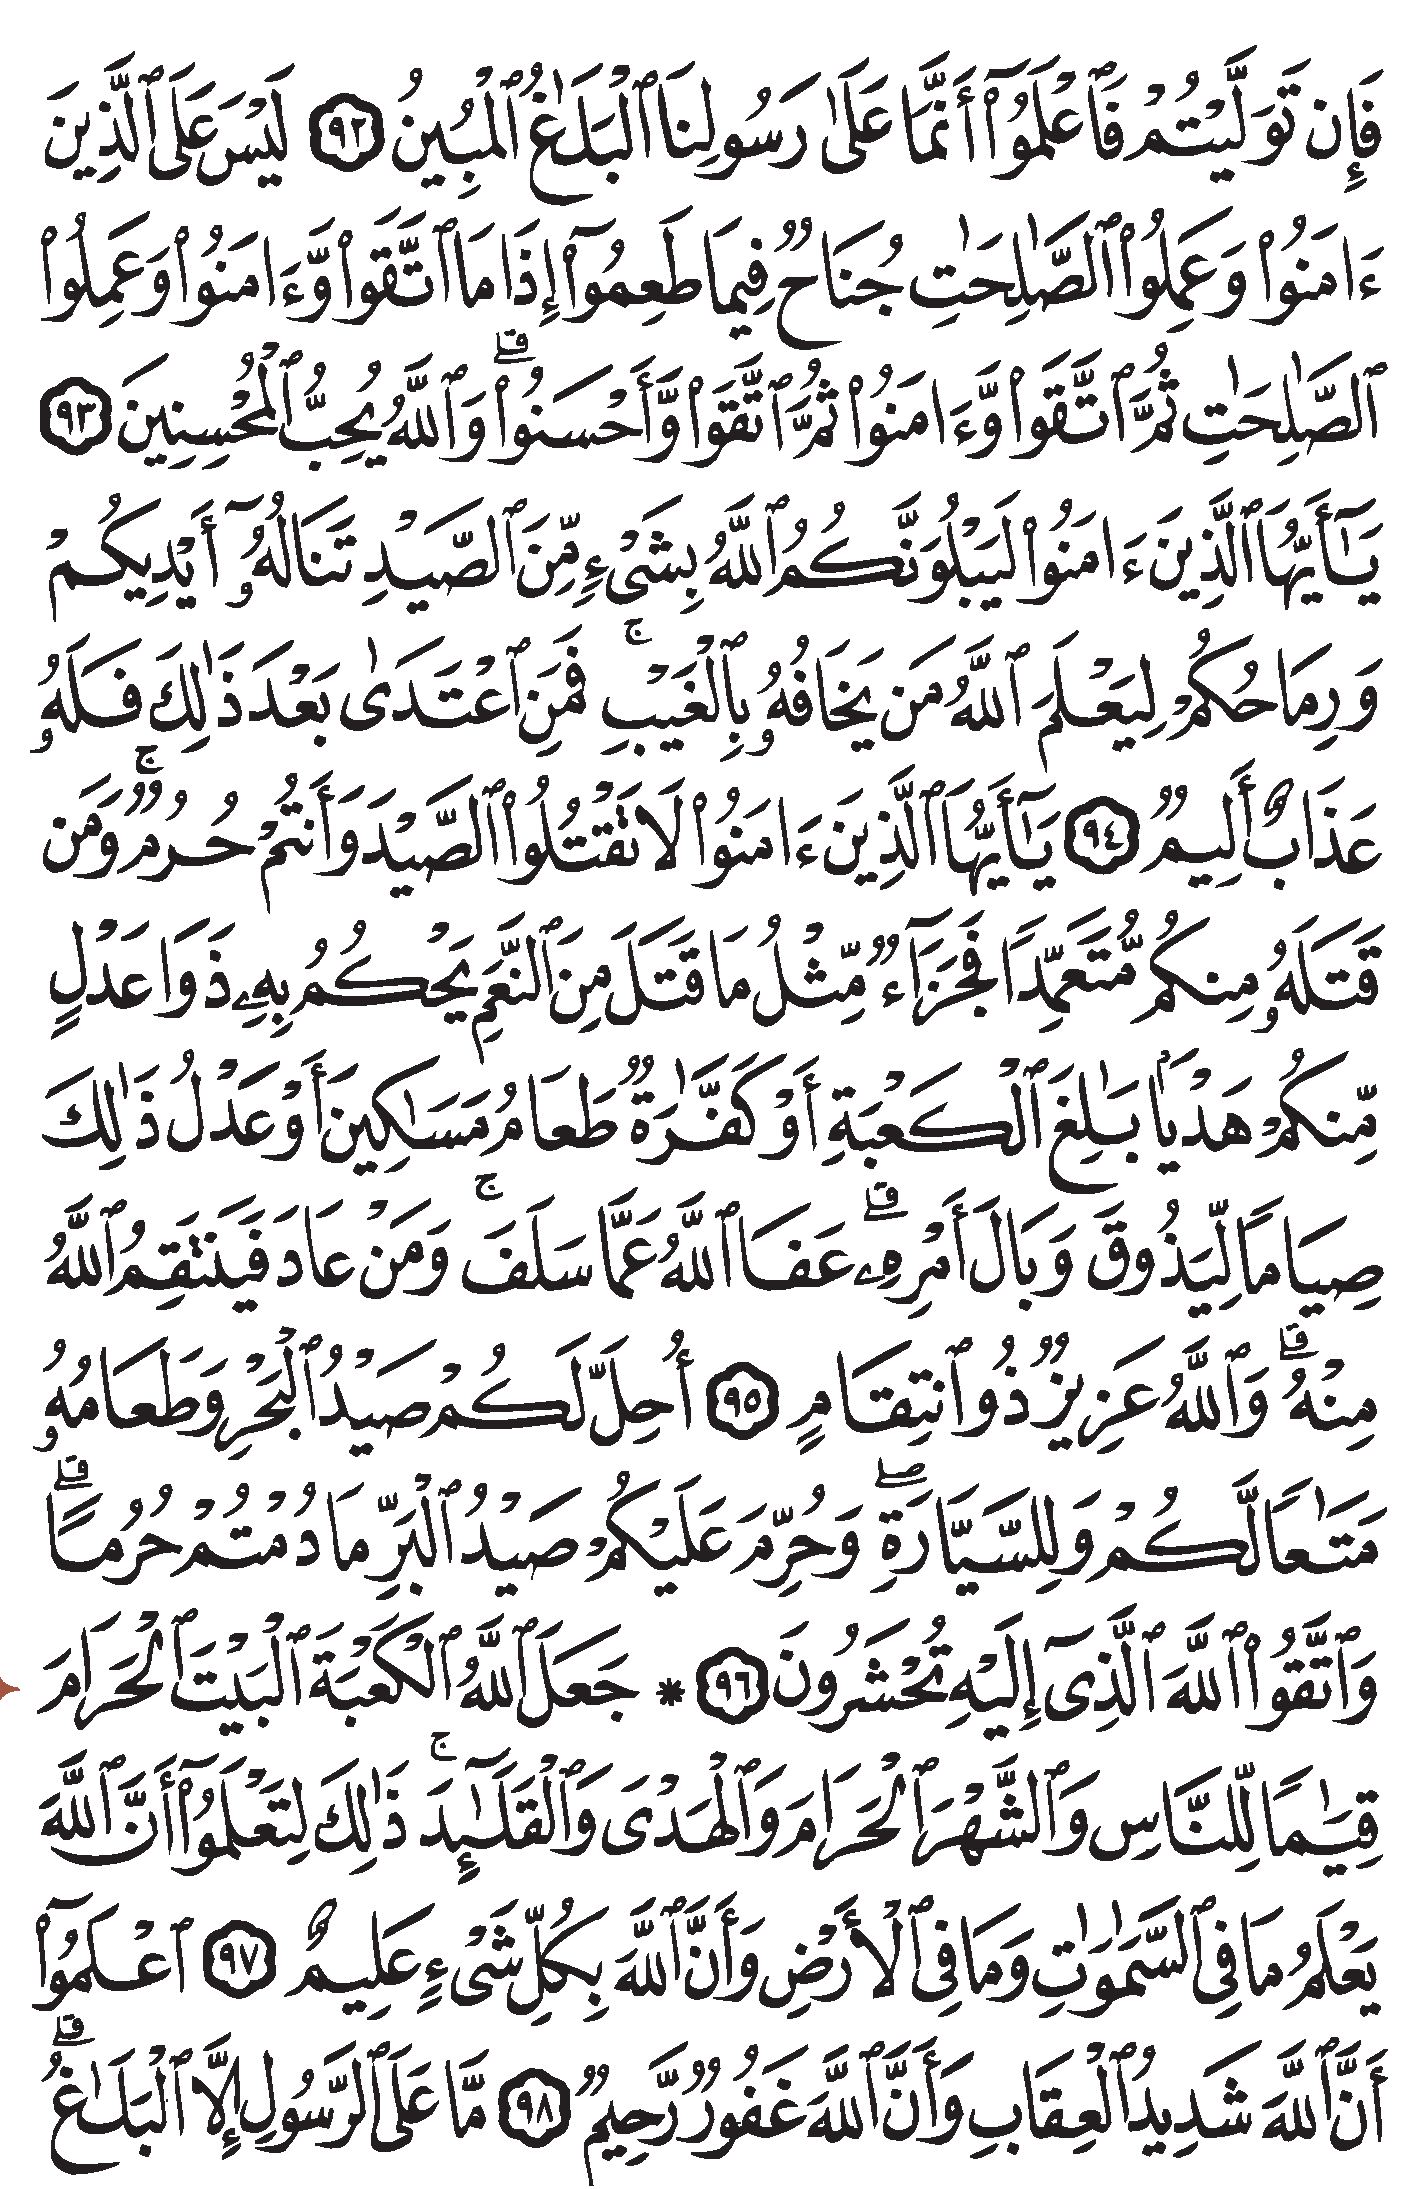 فَإِن تَوَلَّيْتُمْ فَٱعْلَمُوٓا۟ أَنَّمَا عَلَىٰ رَسُولِنَا ٱلْبَلَٰغُ ٱلْمُبِينُ ٩٢ لَيْسَ عَلَى ٱلَّذِينَ
ءَامَنُوا۟ وَعَمِلُوا۟ ٱلصَّٰلِحَٰتِ جُنَاحٌ فِيمَا طَعِمُوٓا۟ إِذَا مَا ٱتَّقَوا۟ وَّءَامَنُوا۟ وَعَمِلُوا۟
ٱلصَّٰلِحَٰتِ ثُمَّ ٱتَّقَوا۟ وَّءَامَنُوا۟ ثُمَّ ٱتَّقَوا۟ وَّأَحْسَنُوا۟ ۗ وَٱللَّهُ يُحِبُّ ٱلْمُحْسِنِينَ ٩٣
يَٰٓأَيُّهَا ٱلَّذِينَ ءَامَنُوا۟ لَيَبْلُوَنَّكُمُ ٱللَّهُ بِشَىْءٍ مِّنَ ٱلصَّيْدِ تَنَالُهُۥٓ أَيْدِيكُمْ
وَرِمَاحُكُمْ لِيَعْلَمَ ٱللَّهُ مَن يَخَافُهُۥ بِٱلْغَيْبِ ۚ فَمَنِ ٱعْتَدَىٰ بَعْدَ ذَٰلِكَ فَلَهُۥ
عَذَابٌ أَلِيمٌ ٩٤ يَٰٓأَيُّهَا ٱلَّذِينَ ءَامَنُوا۟ لَا تَقْتُلُوا۟ ٱلصَّيْدَ وَأَنتُمْ حُرُمٌ ۚ وَمَن
قَتَلَهُۥ مِنكُم مُّتَعَمِّدًا فَجَزَآءٌ مِّثْلُ مَا قَتَلَ مِنَ ٱلنَّعَمِ يَحْكُمُ بِهِۦ ذَوَا عَدْلٍ
مِّنكُمْ هَدْيًۢا بَٰلِغَ ٱلْكَعْبَةِ أَوْ كَفَّٰرَةٌ طَعَامُ مَسَٰكِينَ أَوْ عَدْلُ ذَٰلِكَ
صِيَامًا لِّيَذُوقَ وَبَالَ أَمْرِهِۦ ۗ عَفَا ٱللَّهُ عَمَّا سَلَفَ ۚ وَمَنْ عَادَ فَيَنتَقِمُ ٱللَّهُ
مِنْهُ ۗ وَٱللَّهُ عَزِيزٌ ذُو ٱنتِقَامٍ ٩٥ أُحِلَّ لَكُمْ صَيْدُ ٱلْبَحْرِ وَطَعَامُهُۥ
مَتَٰعًا لَّكُمْ وَلِلسَّيَّارَةِ ۖ وَحُرِّمَ عَلَيْكُمْ صَيْدُ ٱلْبَرِّ مَا دُمْتُمْ حُرُمًا ۗ
وَٱتَّقُوا۟ ٱللَّهَ ٱلَّذِىٓ إِلَيْهِ تُحْشَرُونَ ٩٦ * جَعَلَ ٱللَّهُ ٱلْكَعْبَةَ ٱلْبَيْتَ ٱلْحَرَامَ
قِيَٰمًا لِّلنَّاسِ وَٱلشَّهْرَ ٱلْحَرَامَ وَٱلْهَدْىَ وَٱلْقَلَٰٓئِدَ ۚ ذَٰلِكَ لِتَعْلَمُوٓا۟ أَنَّ ٱللَّهَ
يَعْلَمُ مَا فِى ٱلسَّمَٰوَٰتِ وَمَا فِى ٱلْأَرْضِ وَأَنَّ ٱللَّهَ بِكُلِّ شَىْءٍ عَلِيمٌ ٩٧ ٱعْلَمُوٓا۟
أَنَّ ٱللَّهَ شَدِيدُ ٱلْعِقَابِ وَأَنَّ ٱللَّهَ غَفُورٌ رَّحِيمٌ ٩٨ مَّا عَلَى ٱلرَّسُولِ إِلَّا ٱلْبَلَٰغُ ۗ